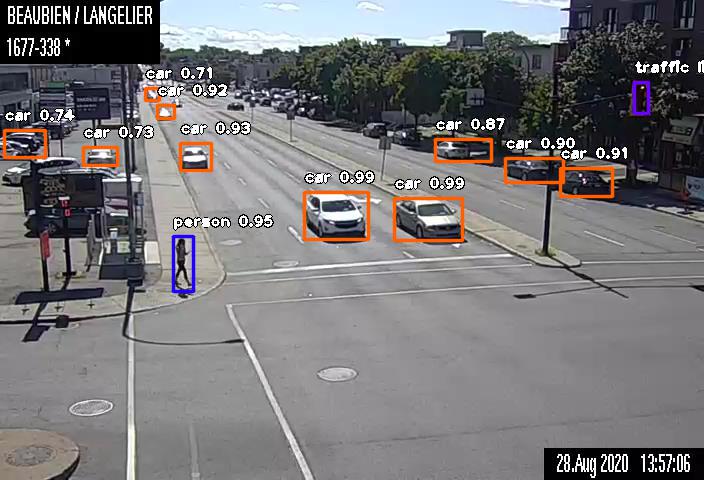 BEAUBIEN / LANGELIER
1677-338 *
car 0.71
car 0.92
car 0.74
car 0.73
car 0.93
car 0.87
car 0.90
car 0.91
traffic
car 0.99
car 0.99
person 0.95
28.Aug 2020 13:57:06